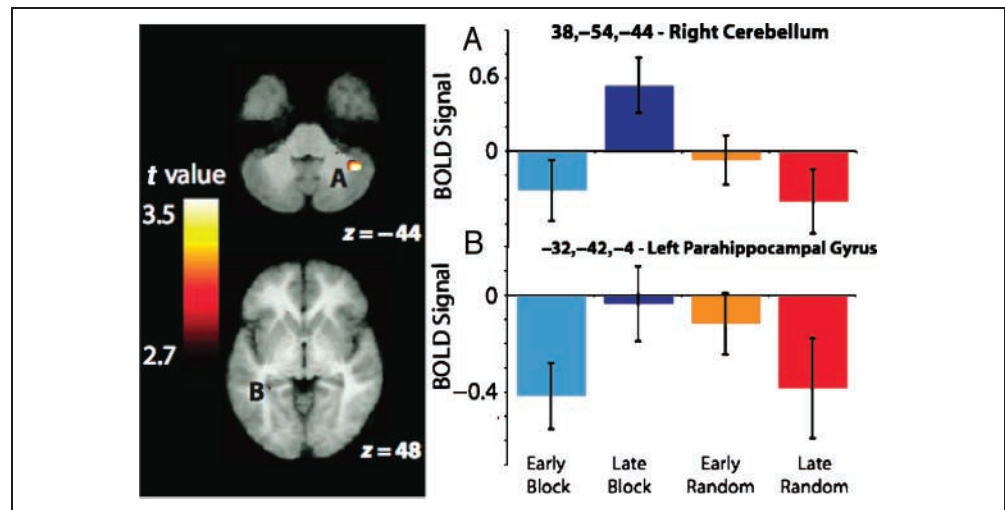 t value
3.5
2.7
A
z = −44
B
z = 48
A
38,−54,−44 - Right Cerebellum
BOLD Signal
0.6
0
B
−32,−42,−4 - Left Parahippocampal Gyrus
BOLD Signal
0
−0.4
Early Block
Late Block
Early Random
Late Random